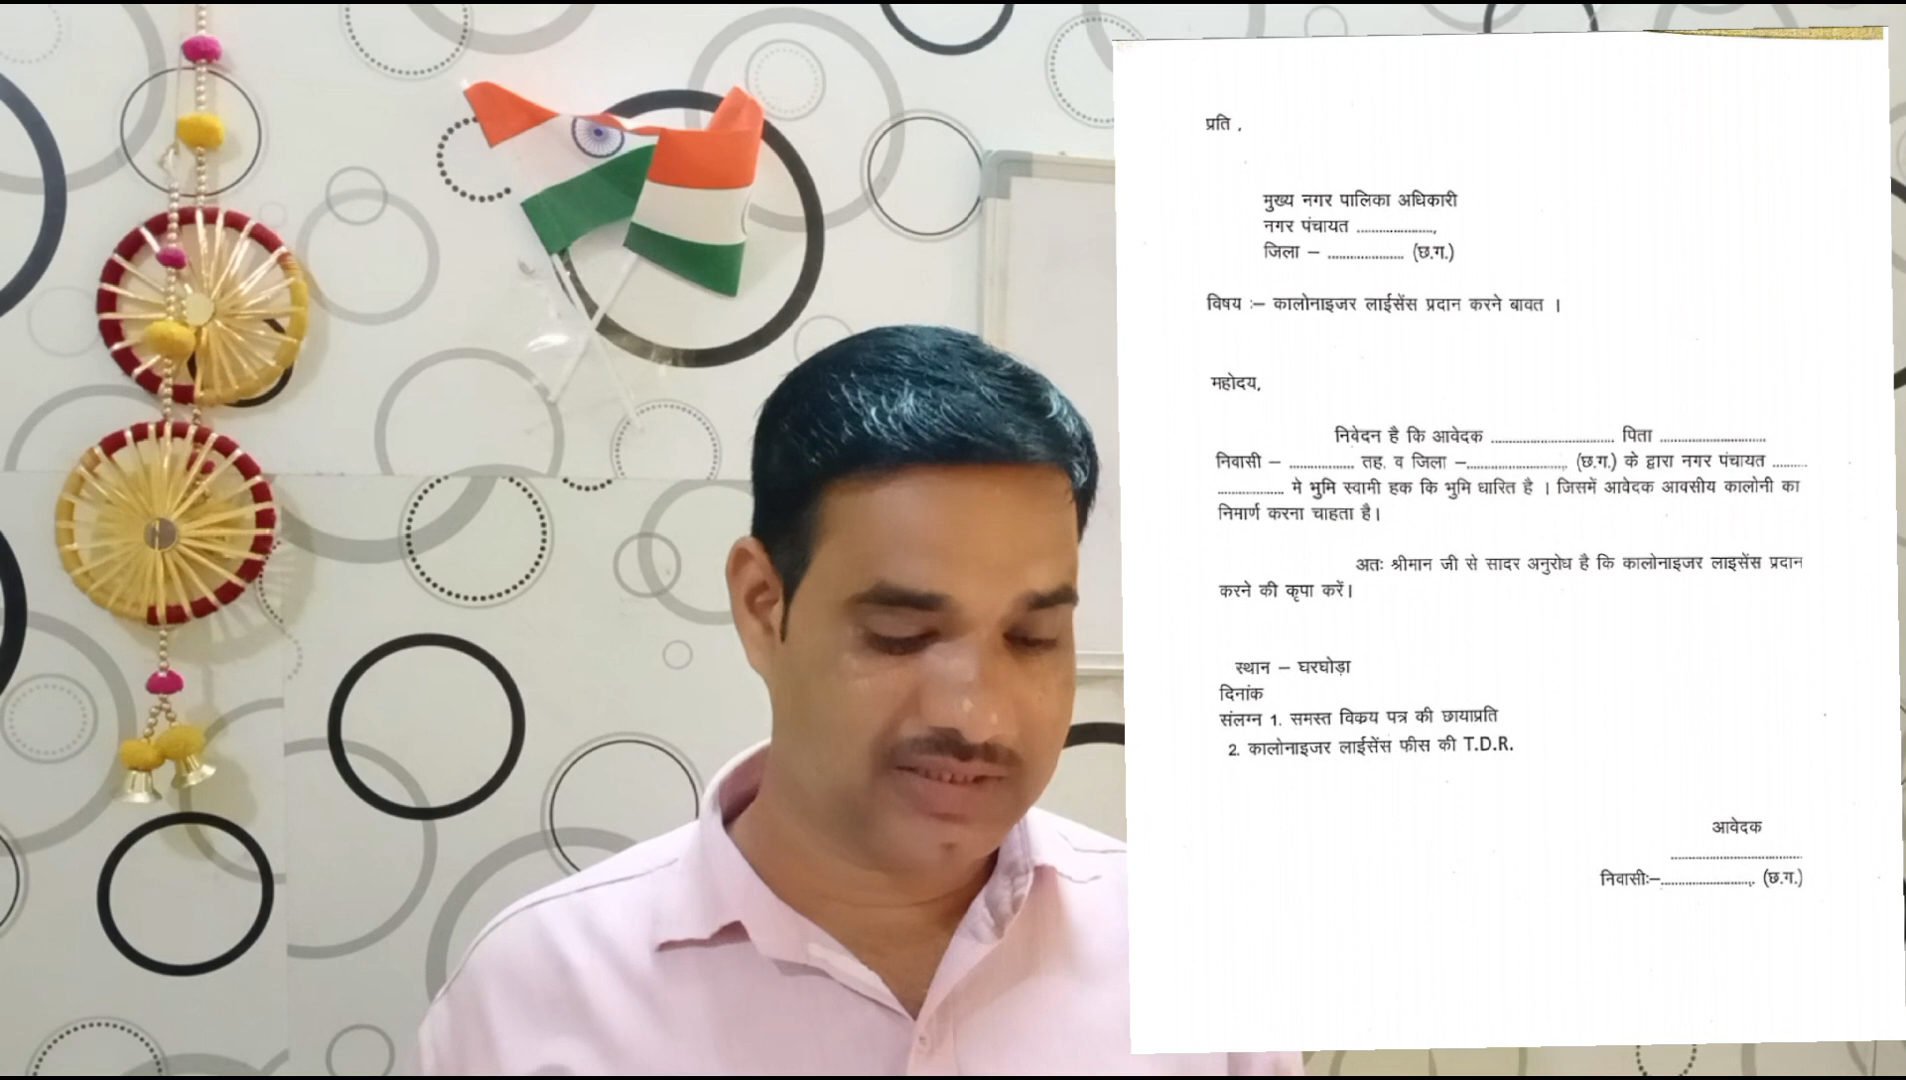 प्रति ,
मुख्य नगर पालिका अधिकारी
नगर पंचायत ......................,
जिला – ..................... (छ.ग.)
विषय :– कालोनाइजर लाईसेंस प्रदान करने बावत ।
महोदय,
निवेदन है कि आवेदक .................................. पिता .............................
निवासी – .................. तह. व जिला –........................... (छ.ग.) के द्वारा नगर पंचायत ..........
.................. मे भुमि स्वामी हक कि भुमि धारित है । जिसमें आवेदक आवसीय कालोनी का
निमार्ण करना चाहता है।
अतः श्रीमान जी से सादर अनुरोध है कि कालोनाइजर लाइसेंस प्रदान
करने की कृपा करें।
स्थान – घरघोड़ा
दिनांक
संलग्न 1. समस्त विक्रय पत्र की छायाप्रति
2. कालोनाइजर लाईसेंस फीस की T.D.R.
आवेदक
....................................
निवासीः–.......................... (छ.ग.)